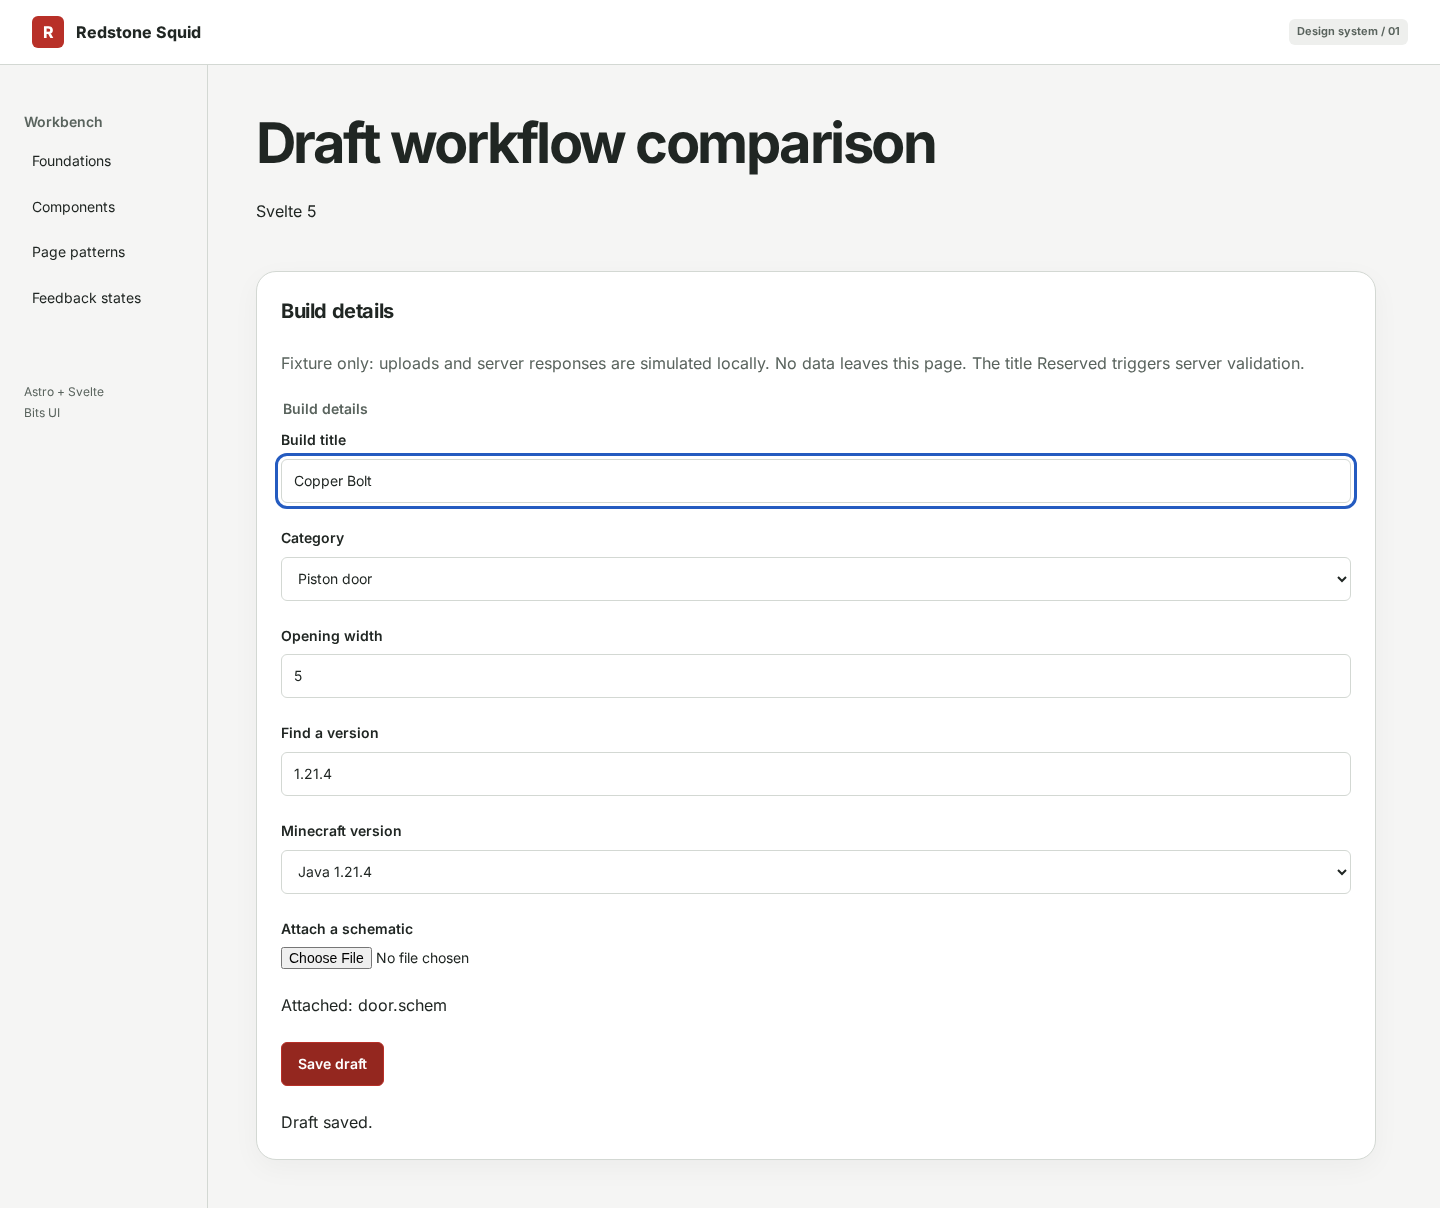 R
Redstone Squid
Design system / 01
Workbench
Foundations
Components
Page patterns
Feedback states
Astro + Svelte
Bits UI
Draft workflow comparison
Svelte 5
Build details
Fixture only: uploads and server responses are simulated locally. No data leaves this page. The title Reserved triggers server validation.
Build details
Build title
Copper Bolt
Category
Piston door
Opening width
5
Find a version
1.21.4
Minecraft version
Java 1.21.4
Attach a schematic
Choose File No file chosen
Attached: door.schem
Save draft
Draft saved.